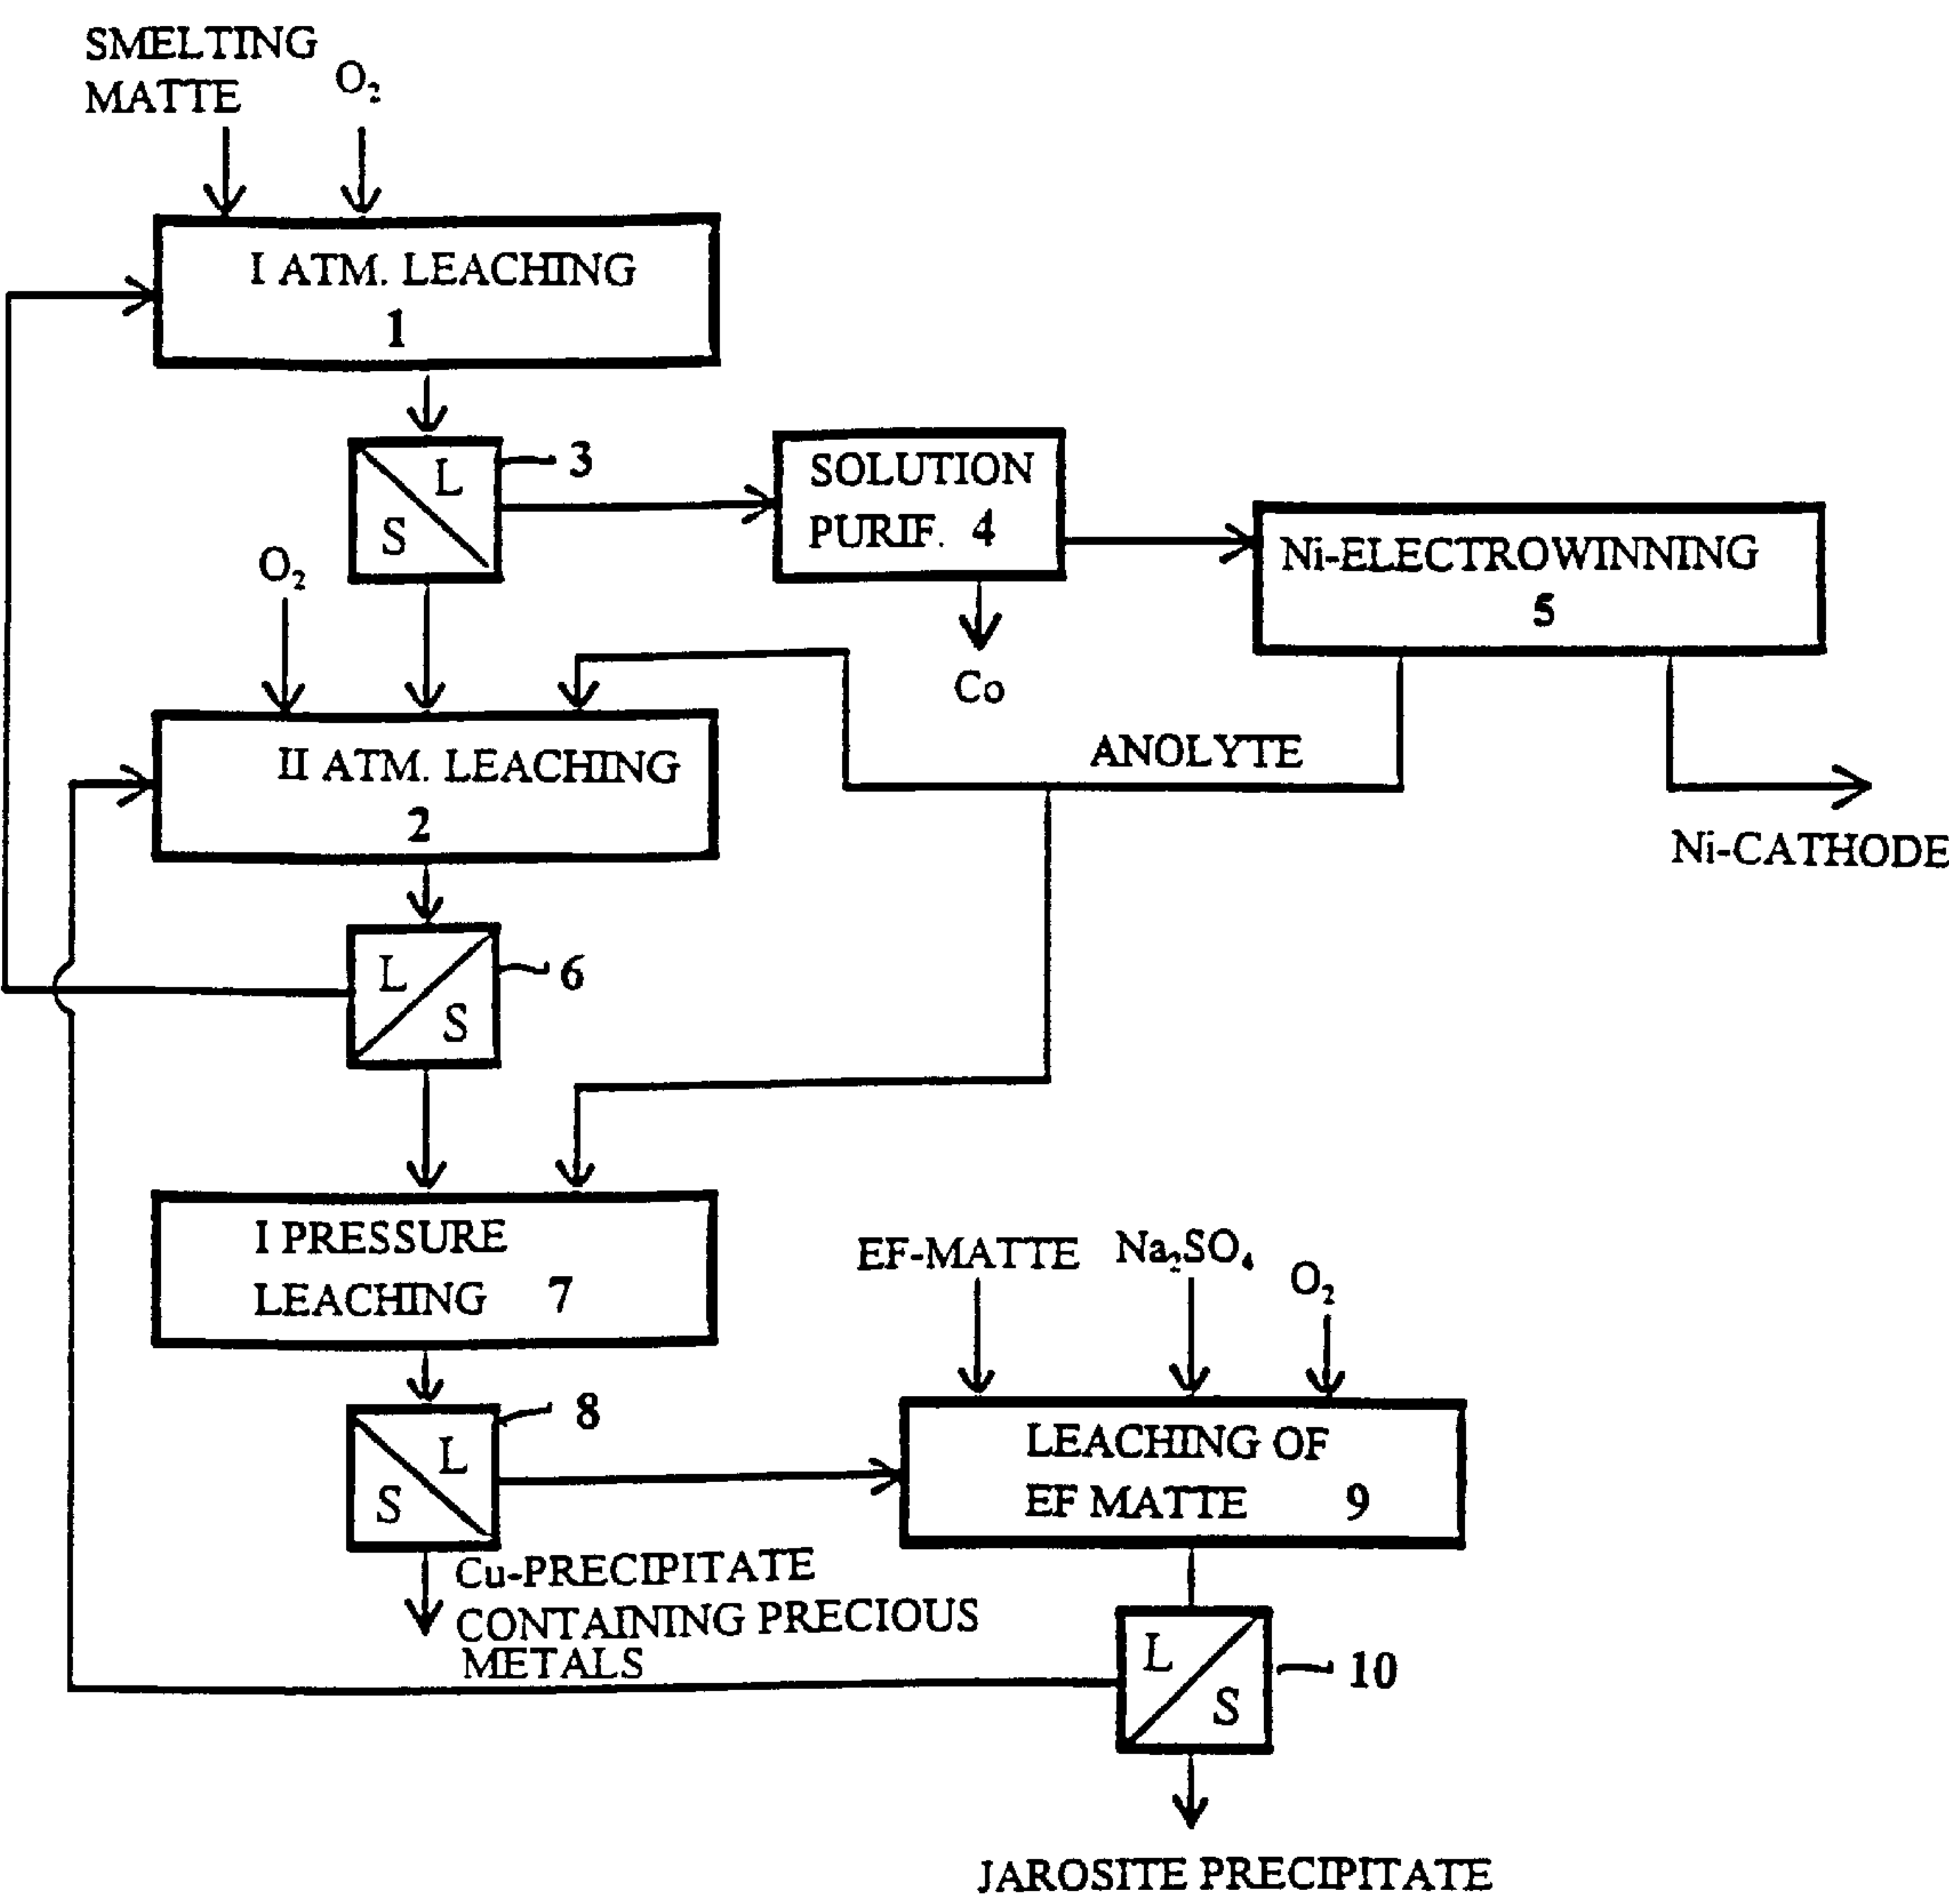 SMELTING
MATTE
O₂
I ATM. LEACHING
1
L
S
3
SOLUTION
PURIF. 4
Ni-ELECTROWINNING
5
O₂
Co
II ATM. LEACHING
2
ANOLYTE
Ni-CATHODE
L
S
6
I PRESSURE
LEACHING 7
EF-MATTE
Na₂SO₄
O₂
L
S
8
LEACHING OF
EF MATTE 9
Cu-PRECIPITATE
CONTAINING PRECIOUS
METALS
L
S
10
JAROSITE PRECIPITATE